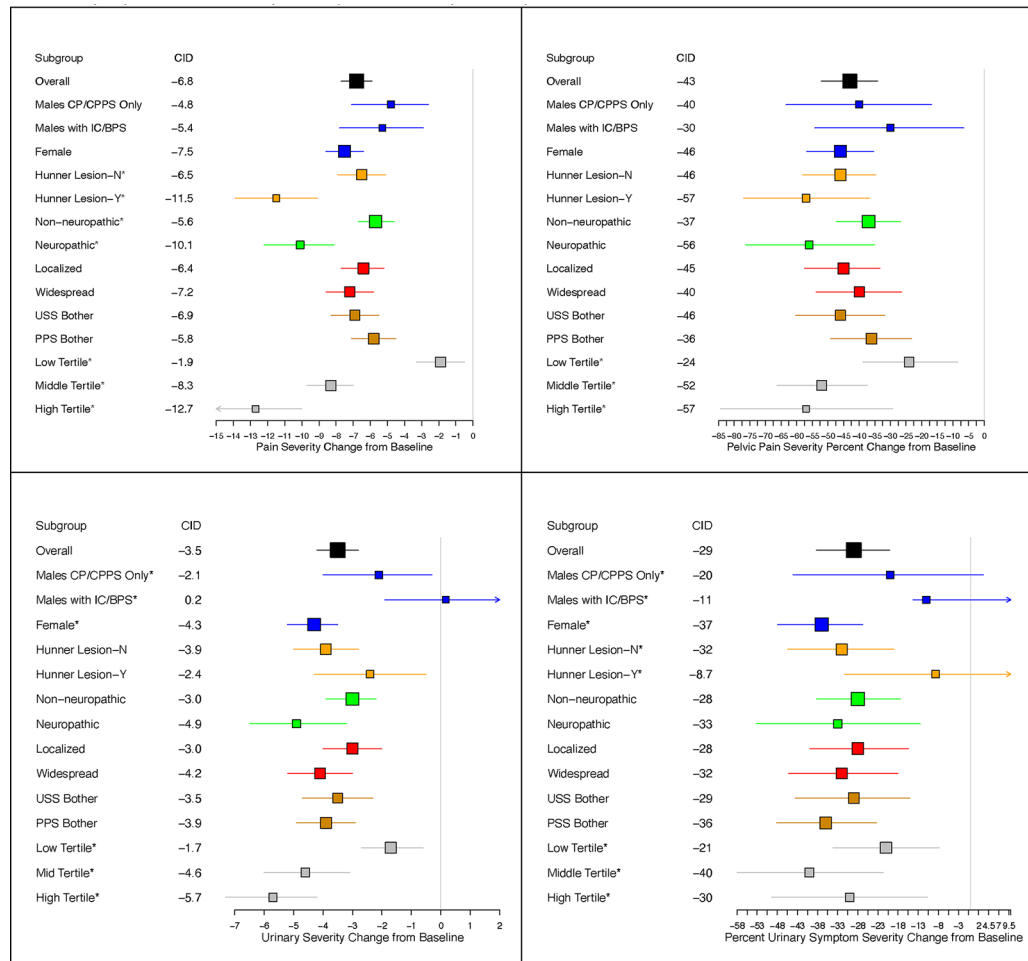 Subgroup CID
Overall −6.8
Males CP/CPPS Only −4.8
Males with IC/BPS −5.4
Female −7.5
Hunner Lesion−N* −6.5
Hunner Lesion−Y* −11.5
Non−neuropathic* −5.6
Neuropathic* −10.1
Localized −6.4
Widespread −7.2
USS Bother −6.9
PPS Bother −5.8
Low Tertile* −1.9
Middle Tertile* −8.3
High Tertile* −12.7
−15 −14 −13 −12 −11 −10 −9 −8 −7 −6 −5 −4 −3 −2 −1 0
Pain Severity Change from Baseline
Subgroup CID
Overall −43
Males CP/CPPS Only −40
Males with IC/BPS −30
Female −46
Hunner Lesion−N −46
Hunner Lesion−Y −57
Non−neuropathic −37
Neuropathic −56
Localized −45
Widespread −40
USS Bother −46
PPS Bother −36
Low Tertile* −24
Middle Tertile* −52
High Tertile* −57
−85 −80 −75 −70 −65 −60 −55 −50 −45 −40 −35 −30 −25 −20 −15 −10 −5 0
Pelvic Pain Severity Percent Change from Baseline
Subgroup CID
Overall −3.5
Males CP/CPPS Only* −2.1
Males with IC/BPS* 0.2
Female* −4.3
Hunner Lesion−N −3.9
Hunner Lesion−Y −2.4
Non−neuropathic −3.0
Neuropathic −4.9
Localized −3.0
Widespread −4.2
USS Bother −3.5
PPS Bother −3.9
Low Tertile* −1.7
Mid Tertile* −4.6
High Tertile* −5.7
−7 −6 −5 −4 −3 −2 −1 0 1 2
Urinary Severity Change from Baseline
Subgroup CID
Overall −29
Males CP/CPPS Only* −20
Males with IC/BPS* −11
Female* −37
Hunner Lesion−N* −32
Hunner Lesion−Y* −8.7
Non−neuropathic −28
Neuropathic −33
Localized −28
Widespread −32
USS Bother −29
PSS Bother −36
Low Tertile* −21
Middle Tertile* −40
High Tertile* −30
−58 −53 −48 −43 −38 −33 −28 −23 −18 −13 −8 −3 2 4.5 7 9.5
Percent Urinary Symptom Severity Change from Baseline